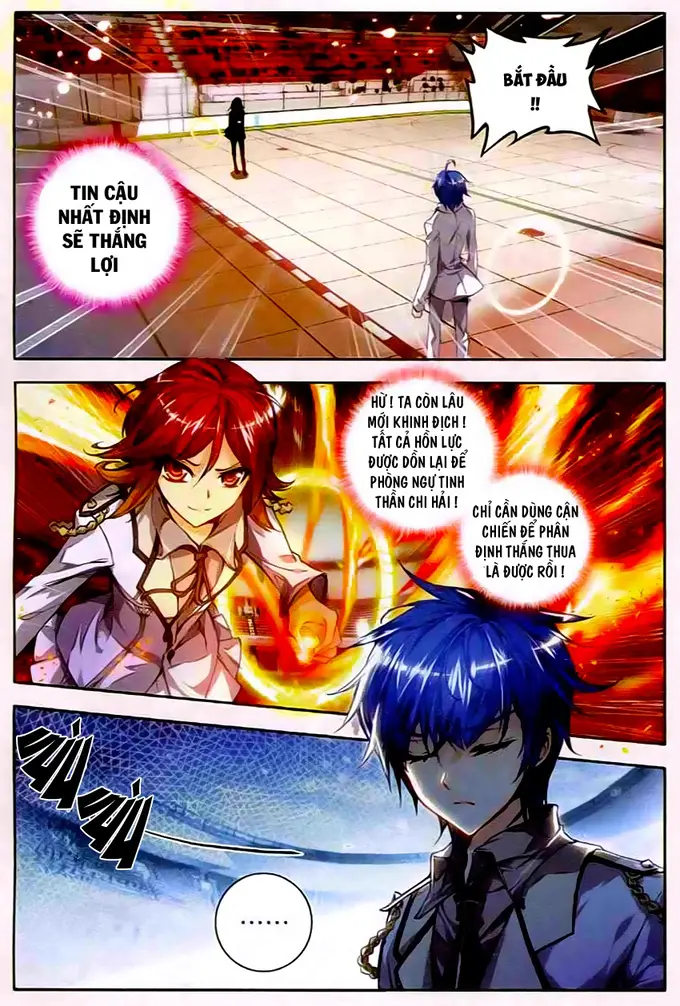 BẮT ĐẦU
!!
TIN CẬU
NHẤT ĐỊNH
SẼ THẮNG
LỢI
HỪ! TA CÒN LÂU
MỚI KHINH ĐỊCH!
TẤT CẢ HỒN LỰC
ĐƯỢC DỒN LẠI ĐỂ
PHÒNG NGỰ TINH
THẦN CHI HẢI!
CHỈ CẦN DÙNG CẬN
CHIẾN ĐỂ PHÂN
ĐỊNH THẮNG THUA
LÀ ĐƯỢC RỒI!
VÚÚ
VÚÚ
......